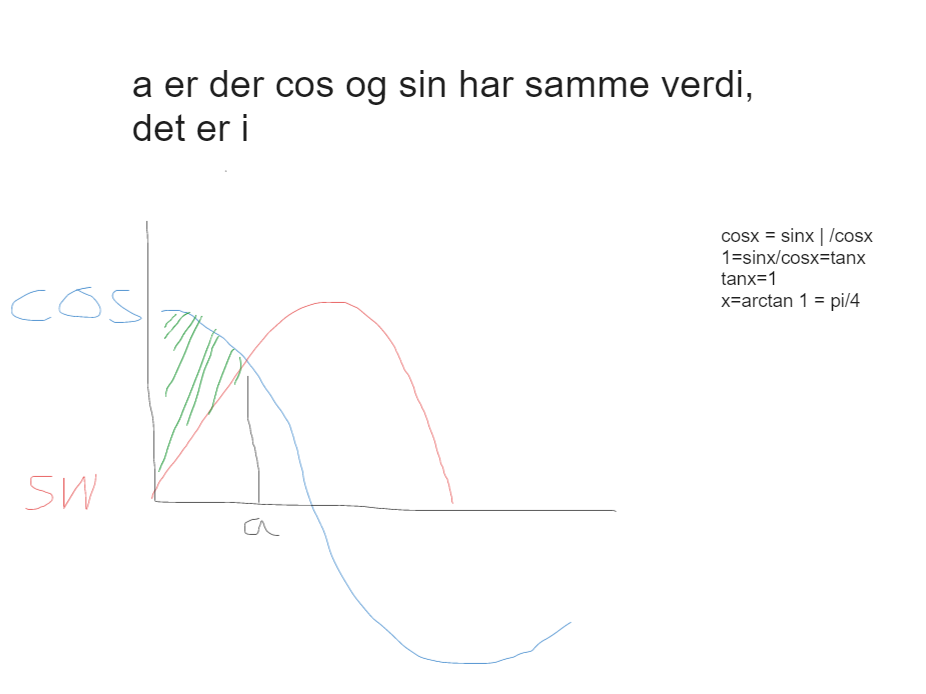 a er der cos og sin har samme verdi,
det er i
cosx = sinx | /cosx
1=sinx/cosx=tanx
tanx=1
x=arctan 1 = pi/4
cos
sin
a